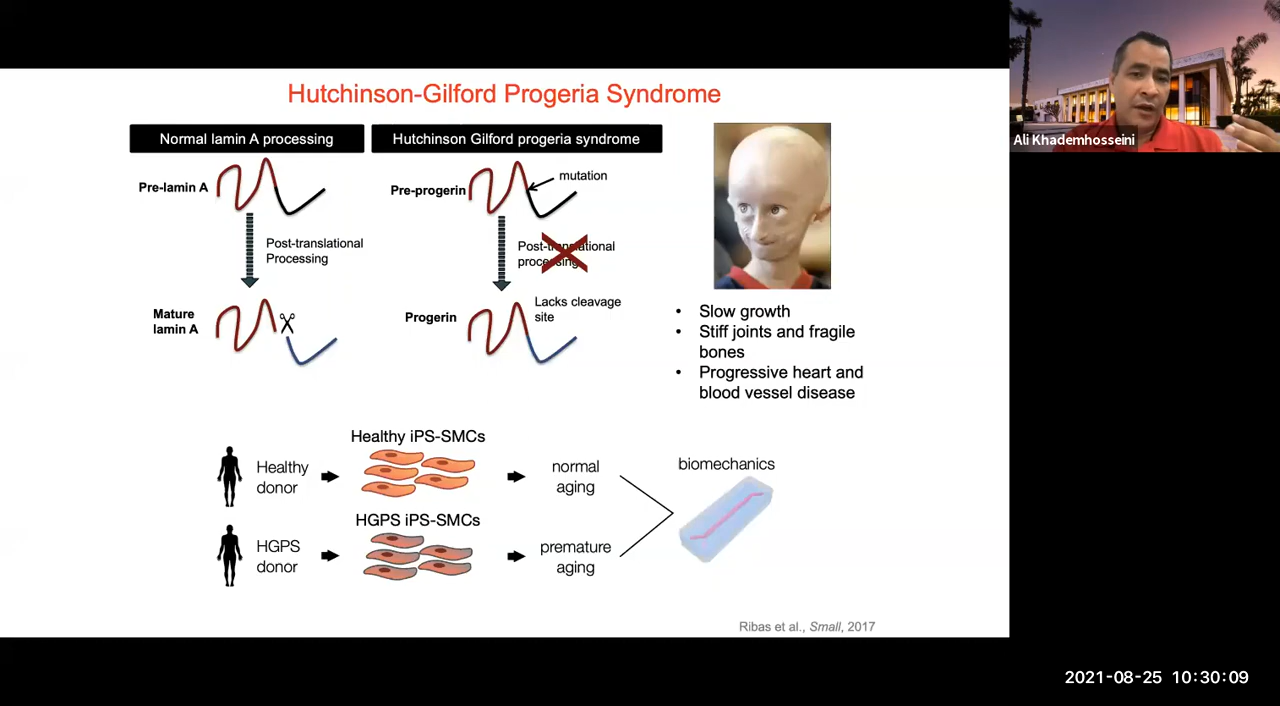 Hutchinson-Gilford Progeria Syndrome
Normal lamin A processing
Pre-lamin A
Post-translational
Processing
Mature
lamin A
Hutchinson Gilford progeria syndrome
mutation
Pre-progerin
Post-translational
processing
Lacks cleavage
site
Progerin
• Slow growth
• Stiff joints and fragile
bones
• Progressive heart and
blood vessel disease
Healthy
donor
Healthy iPS-SMCs
normal
aging
HGPS
donor
HGPS iPS-SMCs
premature
aging
biomechanics
Ribas et al., Small, 2017
Ali Khademhosseini
2021-08-25 10:30:09